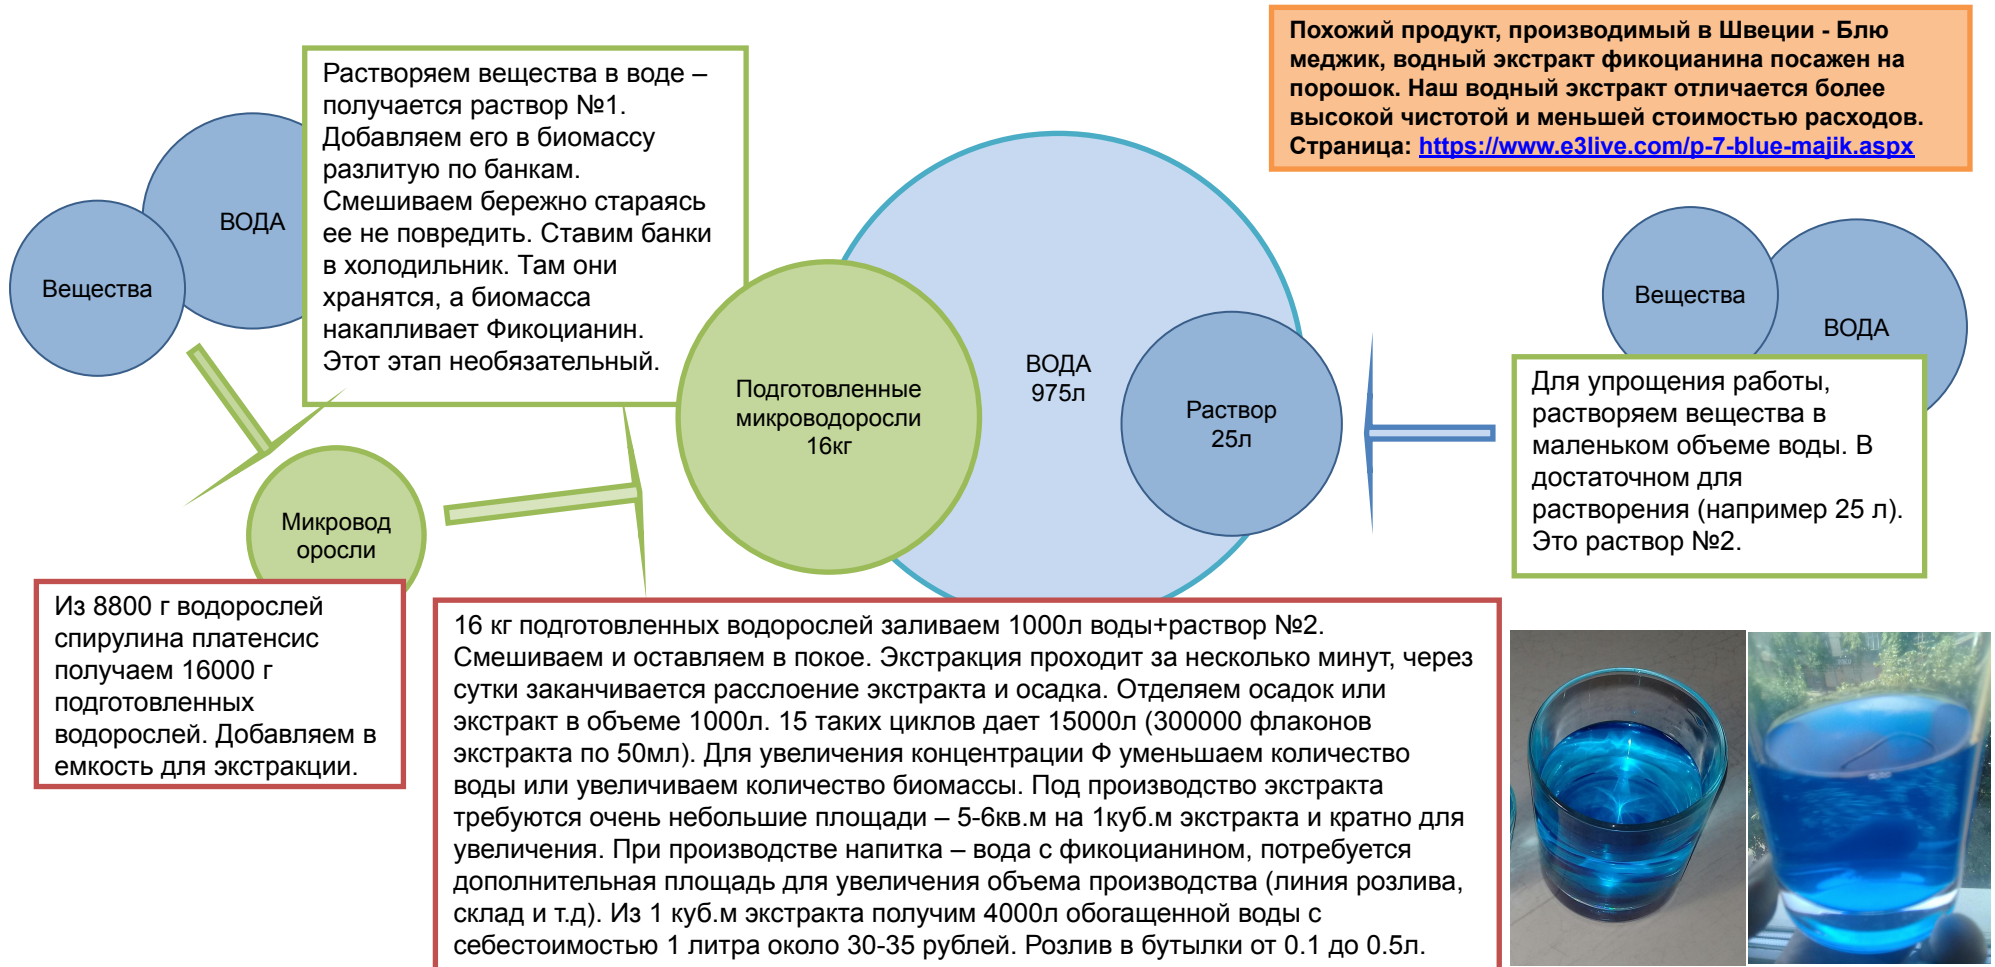 Похожий продукт, производимый в Швеции - Блю
меджик, водный экстракт фикоцианина посажен на
порошок. Наш водный экстракт отличается более
высокой чистотой и меньшей стоимостью расходов.
Страница: https://www.e3live.com/p-7-blue-majik.aspx
Вещества
ВОДА
Растворяем вещества в воде –
получается раствор №1.
Добавляем его в биомассу
разлитую по банкам.
Смешиваем бережно стараясь
ее не повредить. Ставим банки
в холодильник. Там они
хранятся, а биомасса
накапливает Фикоцианин.
Этот этап необязательный.
Подготовленные
микроводоросли
16кг
ВОДА
975л
Раствор
25л
Вещества
ВОДА
Для упрощения работы,
растворяем вещества в
маленьком объеме воды. В
достаточном для
растворения (например 25 л).
Это раствор №2.
Микровод
оросли
Из 8800 г водорослей
спирулина платенсис
получаем 16000 г
подготовленных
водорослей. Добавляем в
емкость для экстракции.
16 кг подготовленных водорослей заливаем 1000л воды+раствор №2.
Смешиваем и оставляем в покое. Экстракция проходит за несколько минут, через
сутки заканчивается расслоение экстракта и осадка. Отделяем осадок или
экстракт в объеме 1000л. 15 таких циклов дает 15000л (300000 флаконов
экстракта по 50мл). Для увеличения концентрации Ф уменьшаем количество
воды или увеличиваем количество биомассы. Под производство экстракта
требуются очень небольшие площади – 5-6кв.м на 1куб.м экстракта и кратно для
увеличения. При производстве напитка – вода с фикоцианином, потребуется
дополнительная площадь для увеличения объема производства (линия розлива,
склад и т.д). Из 1 куб.м экстракта получим 4000л обогащенной воды с
себестоимостью 1 литра около 30-35 рублей. Розлив в бутылки от 0.1 до 0.5л.